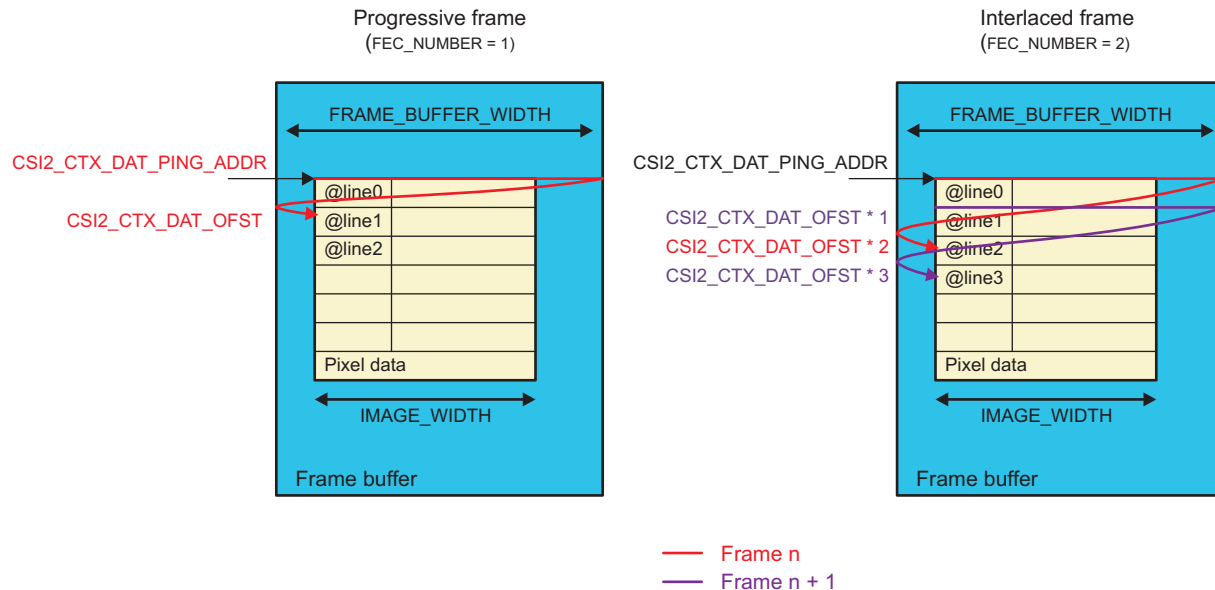 Progressive frame
(FEC_NUMBER = 1)
FRAME_BUFFER_WIDTH
CSI2_CTX_DAT_PING_ADDR
@line0
CSI2_CTX_DAT_OFST
@line1
@line2
Pixel data
IMAGE_WIDTH
Frame buffer
Interlaced frame
(FEC_NUMBER = 2)
FRAME_BUFFER_WIDTH
CSI2_CTX_DAT_PING_ADDR
@line0
CSI2_CTX_DAT_OFST * 1
@line1
CSI2_CTX_DAT_OFST * 2
@line2
CSI2_CTX_DAT_OFST * 3
@line3
Pixel data
IMAGE_WIDTH
Frame buffer
Frame n
Frame n + 1